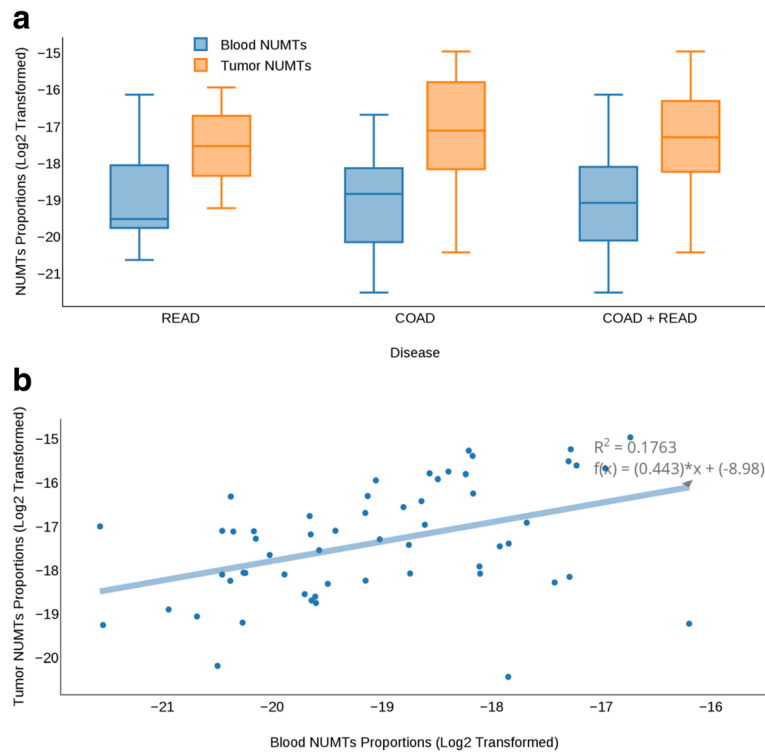 a
Blood NUMTs
Tumor NUMTs
NUMTs Proportions (Log2 Transformed)
−15
−16
−17
−18
−19
−20
−21
READ
COAD
COAD + READ
Disease
b
Tumor NUMTs Proportions (Log2 Transformed)
−15
−16
−17
−18
−19
−20
R² = 0.1763
f(x) = (0.443)*x + (-8.98)
−21
−20
−19
−18
−17
−16
Blood NUMTs Proportions (Log2 Transformed)